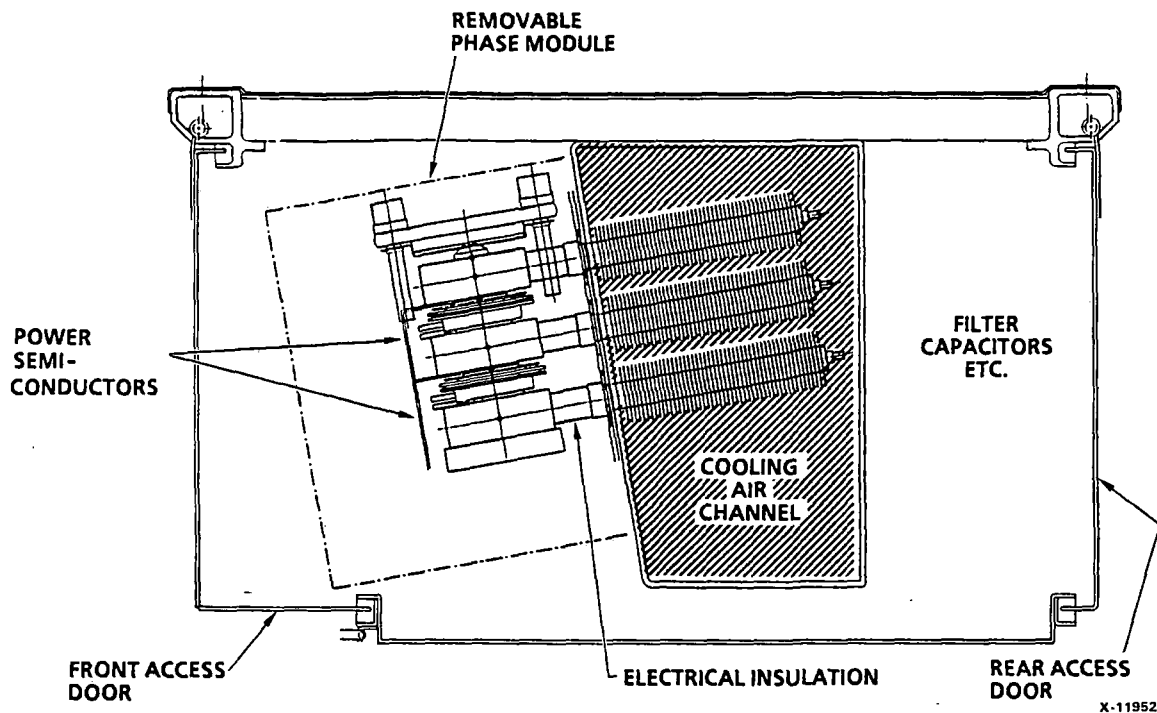 REMOVABLE
PHASE MODULE
POWER
SEMI-
CONDUCTORS
FILTER
CAPACITORS
ETC.
COOLING
AIR
CHANNEL
FRONT ACCESS
DOOR
ELECTRICAL INSULATION
REAR ACCESS
DOOR
X-11952